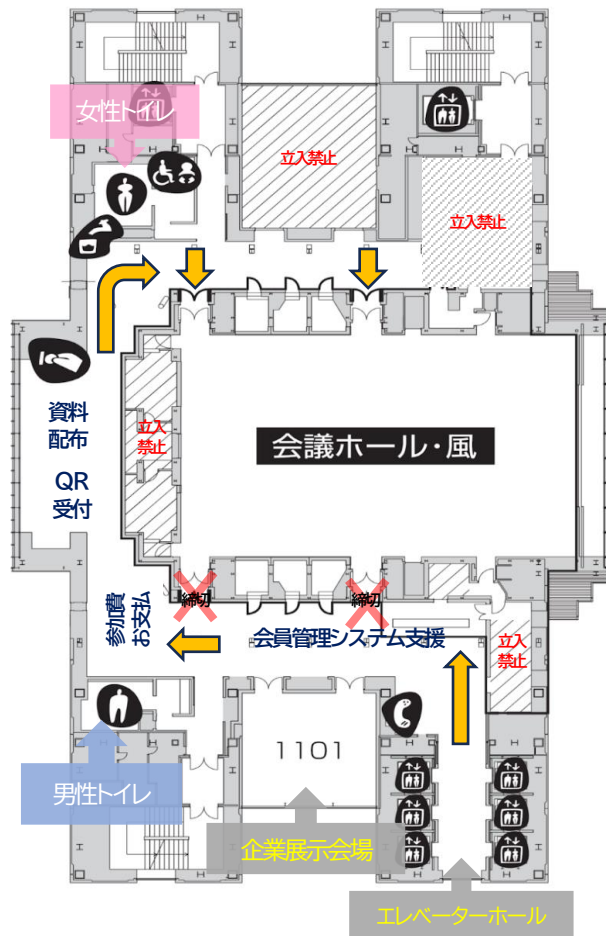 女性トイレ
立入禁止
立入禁止
資料
配布
QR
受付
立入
禁止
会議ホール・風
締切
締切
参加費
お支払
会員管理システム支援
立入
禁止
1101
男性トイレ
企業展示会場
エレベーターホール